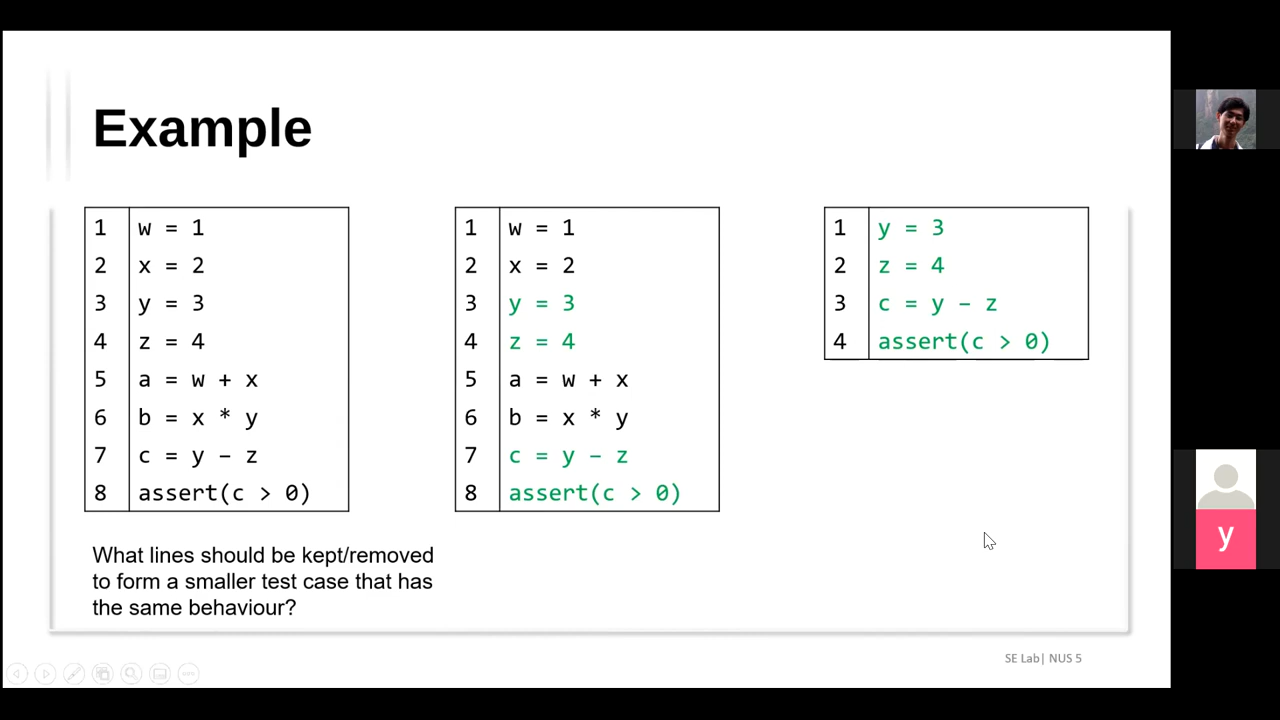 Example
1 w = 1
2 x = 2
3 y = 3
4 z = 4
5 a = w + x
6 b = x * y
7 c = y – z
8 assert(c > 0)
1 w = 1
2 x = 2
3 y = 3
4 z = 4
5 a = w + x
6 b = x * y
7 c = y – z
8 assert(c > 0)
1 y = 3
2 z = 4
3 c = y – z
4 assert(c > 0)
What lines should be kept/removed
to form a smaller test case that has
the same behaviour?
SE Lab| NUS 5
y